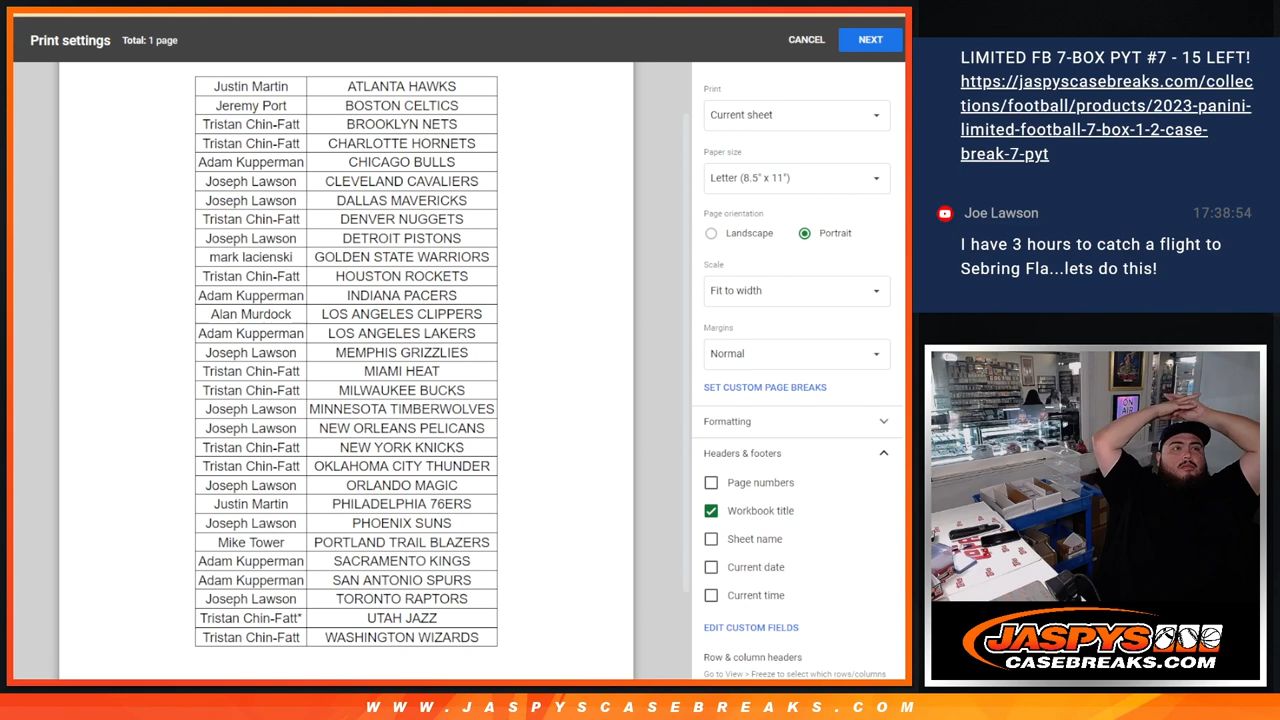 Print settings Total: 1 page CANCEL NEXT
Justin Martin ATLANTA HAWKS
Jeremy Port BOSTON CELTICS
Tristan Chin-Fatt BROOKLYN NETS
Tristan Chin-Fatt CHARLOTTE HORNETS
Adam Kupperman CHICAGO BULLS
Joseph Lawson CLEVELAND CAVALIERS
Joseph Lawson DALLAS MAVERICKS
Tristan Chin-Fatt DENVER NUGGETS
Joseph Lawson DETROIT PISTONS
mark lacienski GOLDEN STATE WARRIORS
Tristan Chin-Fatt HOUSTON ROCKETS
Adam Kupperman INDIANA PACERS
Alan Murdock LOS ANGELES CLIPPERS
Adam Kupperman LOS ANGELES LAKERS
Joseph Lawson MEMPHIS GRIZZLIES
Tristan Chin-Fatt MIAMI HEAT
Tristan Chin-Fatt MILWAUKEE BUCKS
Joseph Lawson MINNESOTA TIMBERWOLVES
Joseph Lawson NEW ORLEANS PELICANS
Tristan Chin-Fatt NEW YORK KNICKS
Tristan Chin-Fatt OKLAHOMA CITY THUNDER
Joseph Lawson ORLANDO MAGIC
Justin Martin PHILADELPHIA 76ERS
Joseph Lawson PHOENIX SUNS
Mike Tower PORTLAND TRAIL BLAZERS
Adam Kupperman SACRAMENTO KINGS
Adam Kupperman SAN ANTONIO SPURS
Joseph Lawson TORONTO RAPTORS
Tristan Chin-Fatt* UTAH JAZZ
Tristan Chin-Fatt WASHINGTON WIZARDS
Print
Current sheet
Paper size
Letter (8.5" x 11")
Page orientation
Landscape Portrait
Scale
Fit to width
Margins
Normal
SET CUSTOM PAGE BREAKS
Formatting
Headers & footers
Page numbers
Workbook title
Sheet name
Current date
Current time
EDIT CUSTOM FIELDS
Row & column headers
Go to View > Freeze to select which rows/columns
LIMITED FB 7-BOX PYT #7 - 15 LEFT!
https://jaspyscasebreaks.com/collec
tions/football/products/2023-panini-
limited-football-7-box-1-2-case-
break-7-pyt
Joe Lawson 17:38:54
I have 3 hours to catch a flight to
Sebring Fla...lets do this!
ON
AIR
JASPYS
CASEBREAKS.COM
WWW.JASPYSCASEBREAKS.COM